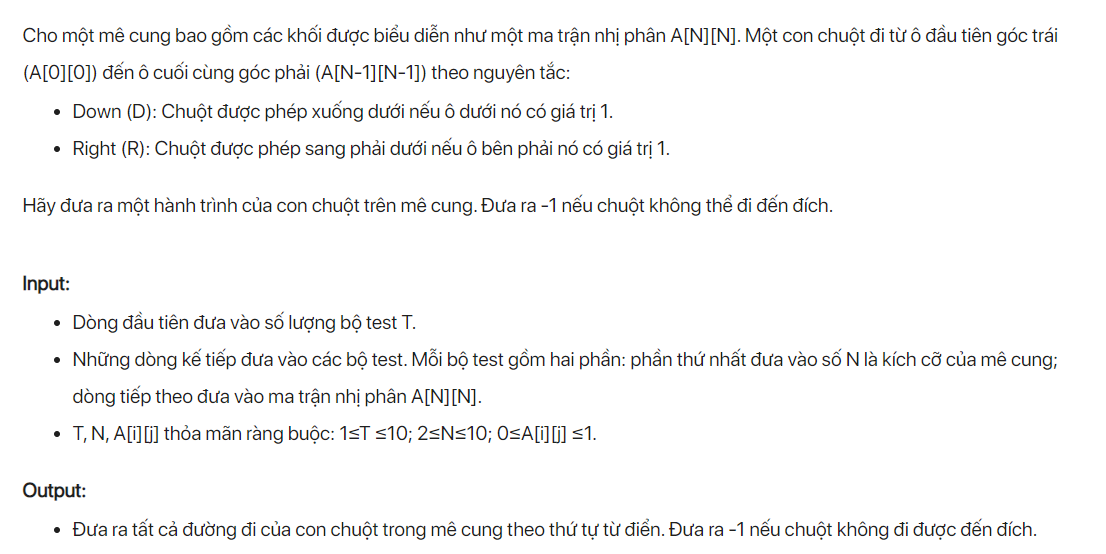 Cho một mê cung bao gồm các khối được biểu diễn như một ma trận nhị phân A[N][N]. Một con chuột đi từ ô đầu tiên góc trái
(A[0][0]) đến ô cuối cùng góc phải (A[N-1][N-1]) theo nguyên tắc:
• Down (D): Chuột được phép xuống dưới nếu ô dưới nó có giá trị 1.
• Right (R): Chuột được phép sang phải dưới nếu ô bên phải nó có giá trị 1.
Hãy đưa ra một hành trình của con chuột trên mê cung. Đưa ra -1 nếu chuột không thể đi đến đích.
Input:
• Dòng đầu tiên đưa vào số lượng bộ test T.
• Những dòng kế tiếp đưa vào các bộ test. Mỗi bộ test gồm hai phần: phần thứ nhất đưa vào số N là kích cỡ của mê cung;
dòng tiếp theo đưa vào ma trận nhị phân A[N][N].
• T, N, A[i][j] thỏa mãn ràng buộc: 1≤T ≤10; 2≤N≤10; 0≤A[i][j] ≤1.
Output:
• Đưa ra tất cả đường đi của con chuột trong mê cung theo thứ tự từ điển. Đưa ra -1 nếu chuột không đi được đến đích.